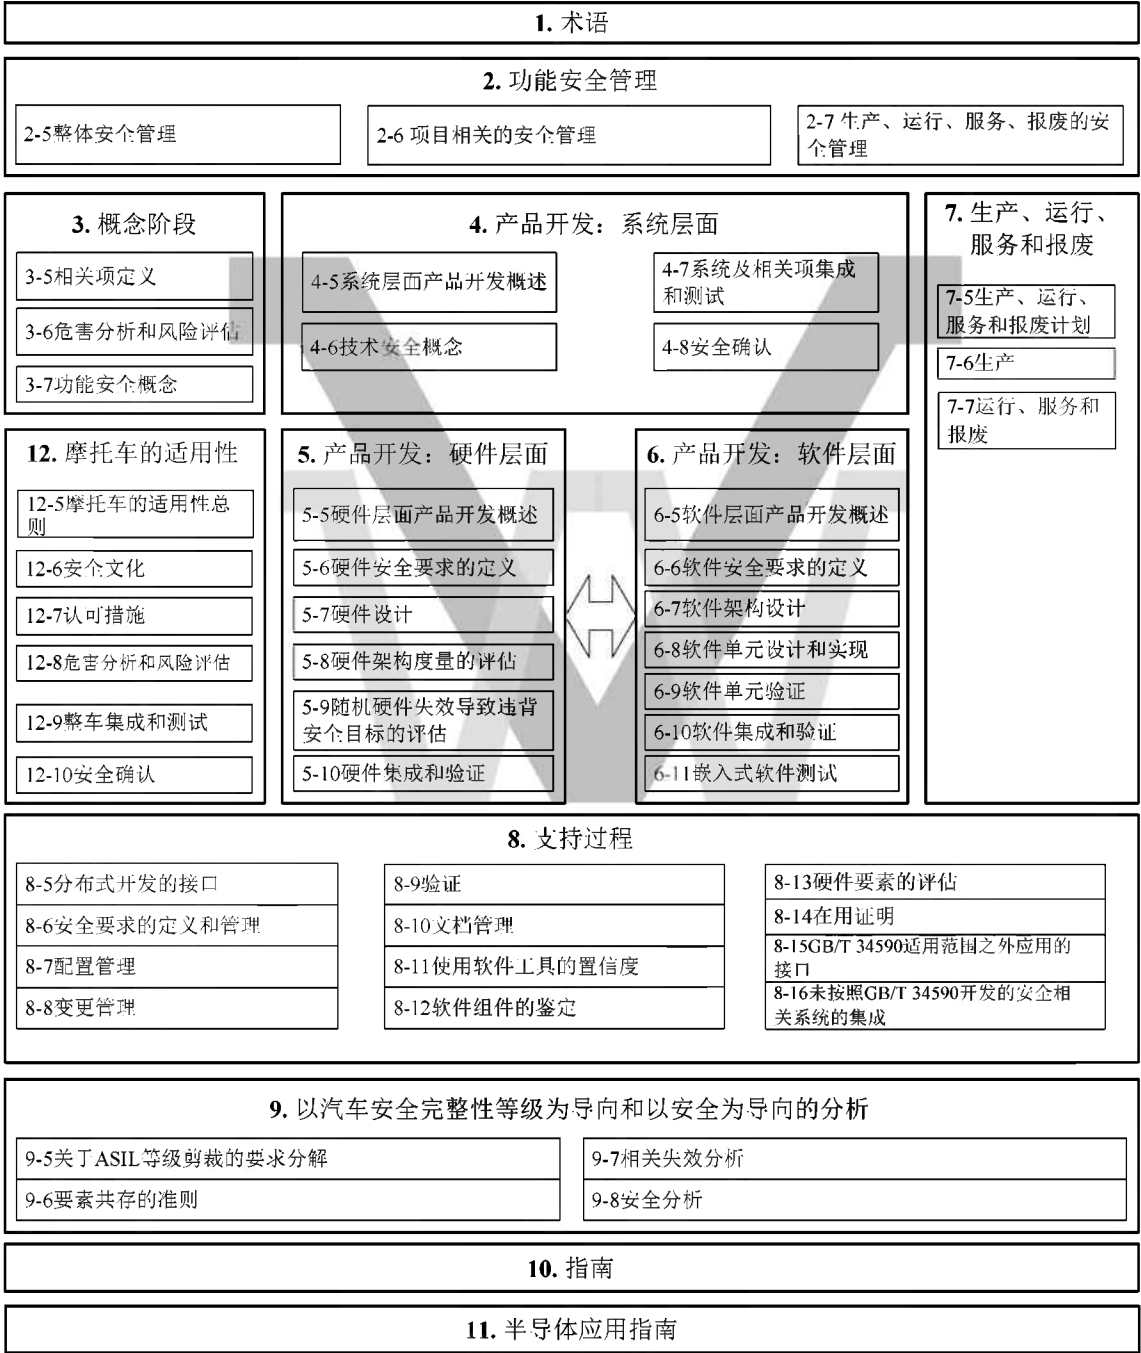 1. 术语
2. 功能安全管理
2-5整体安全管理
2-6 项目相关的安全管理
2-7 生产、运行、服务、报废的安
全管理
3. 概念阶段
3-5相关项定义
3-6危害分析和风险评估
3-7功能安全概念
4. 产品开发：系统层面
4-5系统层面产品开发概述
4-6技术安全概念
4-7系统及相关项集成
和测试
4-8安全确认
7. 生产、运行、
服务和报废
7-5生产、运行、
服务和报废计划
7-6生产
7-7运行、服务和
报废
12. 摩托车的适用性
12-5摩托车的适用性总
则
12-6安全文化
12-7认可措施
12-8危害分析和风险评估
12-9整车集成和测试
12-10安全确认
5. 产品开发：硬件层面
5-5硬件层面产品开发概述
5-6硬件安全要求的定义
5-7硬件设计
5-8硬件架构度量的评估
5-9随机硬件失效导致违背
安全目标的评估
5-10硬件集成和验证
6. 产品开发：软件层面
6-5软件层面产品开发概述
6-6软件安全要求的定义
6-7软件架构设计
6-8软件单元设计和实现
6-9软件单元验证
6-10软件集成和验证
6-11嵌入式软件测试
8. 支持过程
8-5分布式开发的接口
8-6安全要求的定义和管理
8-7配置管理
8-8变更管理
8-9验证
8-10文档管理
8-11使用软件工具的置信度
8-12软件组件的鉴定
8-13硬件要素的评估
8-14在用证明
8-15GB/T 34590适用范围之外应用的
接口
8-16未按照GB/T 34590开发的安全相
关系统的集成
9. 以汽车安全完整性等级为导向和以安全为导向的分析
9-5关于ASIL等级剪裁的要求分解
9-6要素共存的准则
9-7相关失效分析
9-8安全分析
10. 指南
11. 半导体应用指南